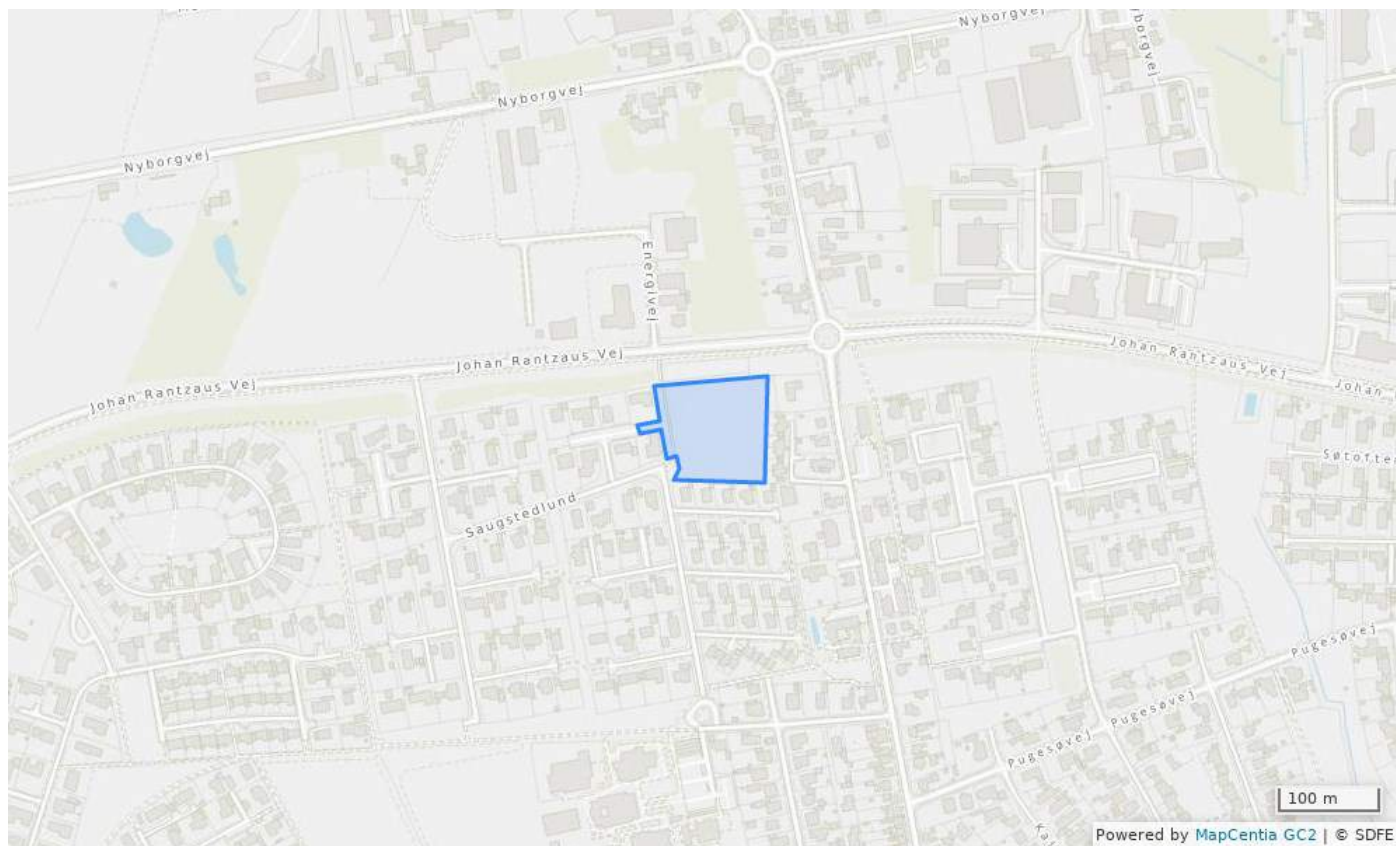 Nyborgvej
Nyborgvej
Nyborgvej
Energivej
Johan Rantzaus Vej
Johan Rantzaus Vej
Johan Rantzaus Vej
Johan
Saugstedlund
Søtoften
Pugesøvej
Pugesøvej
Pugesøvej
100 m
Powered by MapCentia GC2 | © SDFE